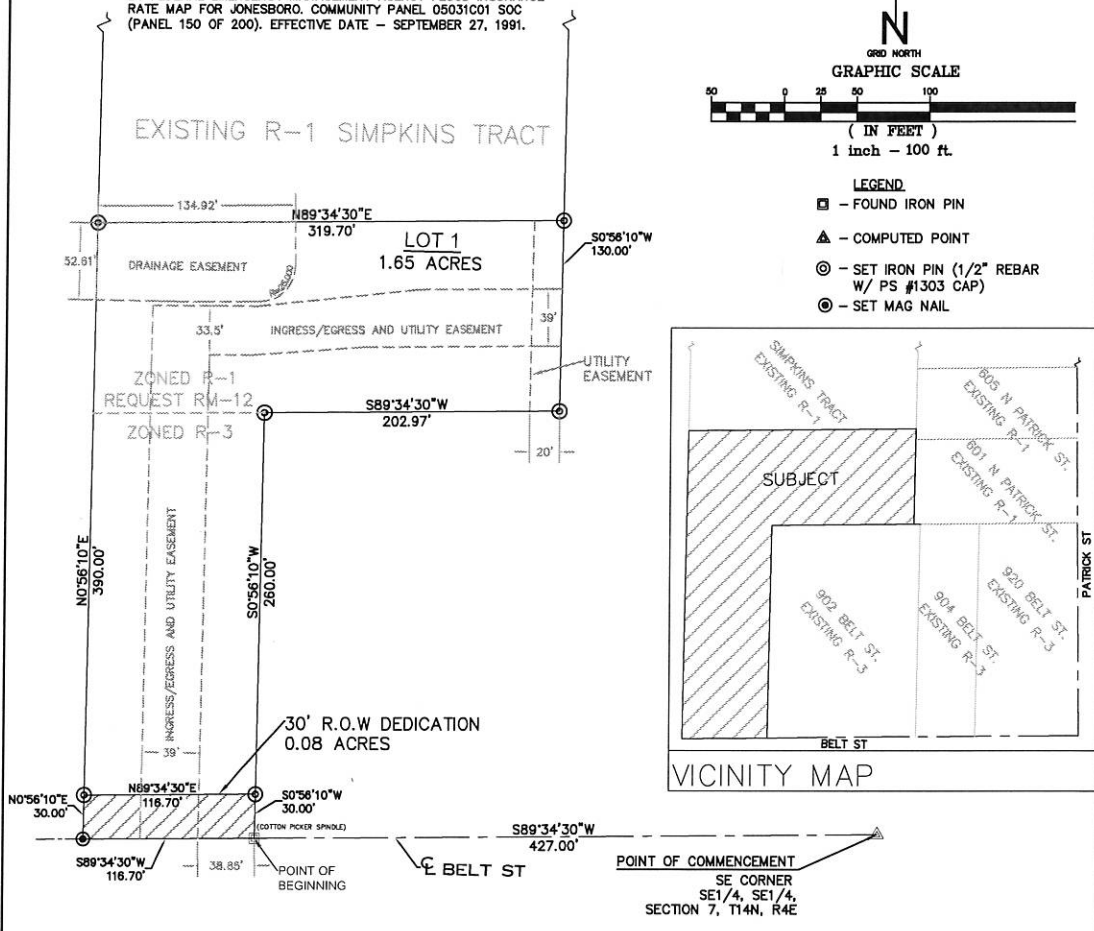 RATE MAP FOR JONESBORO. COMMUNITY PANEL 05031C01 SOC
(PANEL 150 OF 200). EFFECTIVE DATE – SEPTEMBER 27, 1991.
N
GRID NORTH
GRAPHIC SCALE
50 0 25 50 100
( IN FEET )
1 inch – 100 ft.
LEGEND
– FOUND IRON PIN
– COMPUTED POINT
– SET IRON PIN (1/2" REBAR
W/ PS #1303 CAP)
– SET MAG NAIL
EXISTING R–1 SIMPKINS TRACT
134.92'
N89°34'30"E
319.70'
S0°56'10"W
130.00'
LOT 1
1.65 ACRES
52.81'
DRAINAGE EASEMENT
33.5'
INGRESS/EGRESS AND UTILITY EASEMENT
39'
UTILITY
EASEMENT
ZONED R–1
REQUEST RM–12
ZONED R–3
S89°34'30"W
202.97'
20'
N0°56'10"E
390.00'
INGRESS/EGRESS AND UTILITY EASEMENT
S0°56'10"W
260.00'
30' R.O.W DEDICATION
0.08 ACRES
39'
N89°34'30"E
116.70'
N0°56'10"E
30.00'
S0°56'10"W
30.00'
(COTTON PICKER SPINDLE)
S89°34'30"W
116.70'
38.85'
POINT OF
BEGINNING
S89°34'30"W
427.00'
℄ BELT ST
POINT OF COMMENCEMENT
SE CORNER
SE1/4, SE1/4,
SECTION 7, T14N, R4E
SIMPKINS TRACT
EXISTING R–1
605 N PATRICK ST.
EXISTING R–1
601 N PATRICK ST.
EXISTING R–1
SUBJECT
902 BELT ST.
EXISTING R–3
904 BELT ST.
EXISTING R–3
920 BELT ST.
EXISTING R–3
PATRICK ST
BELT ST
VICINITY MAP